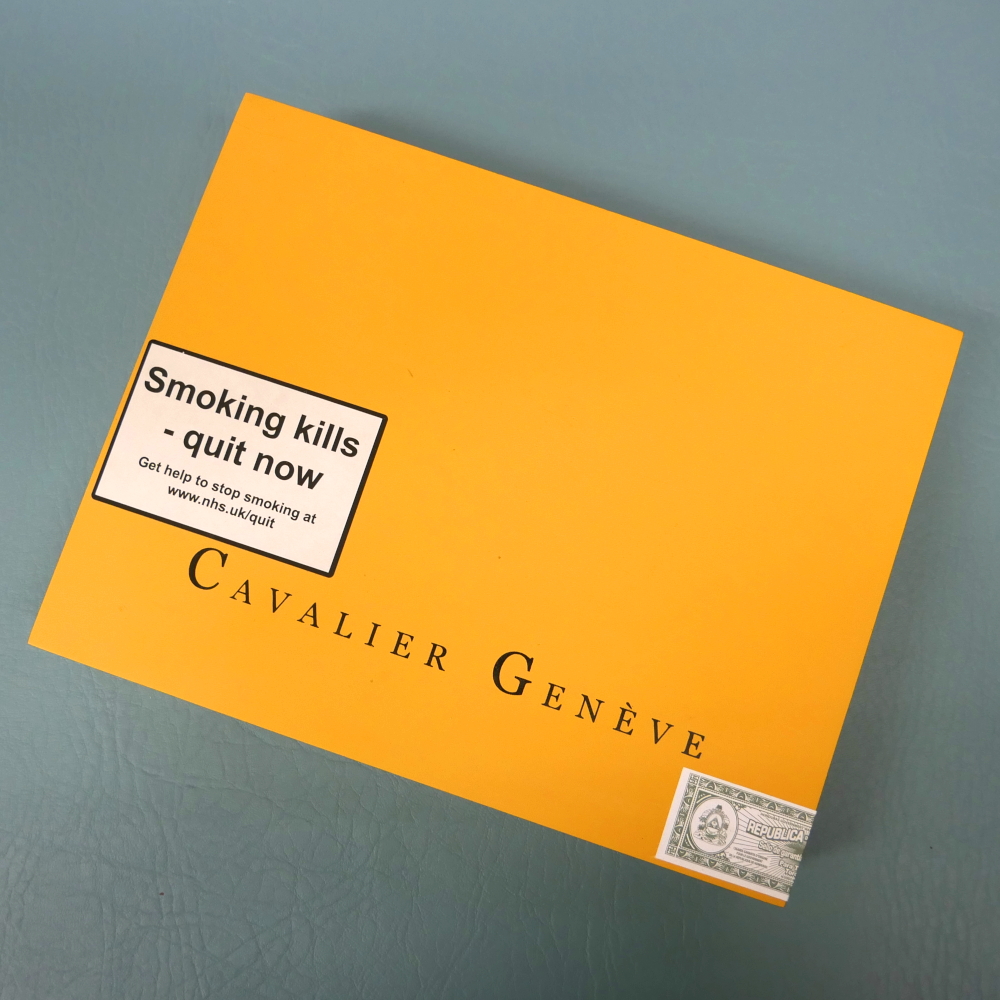 Smoking kills
- quit now
Get help to stop smoking at
www.nhs.uk/quit
CAVALIER GENÈVE
REPUBLICA